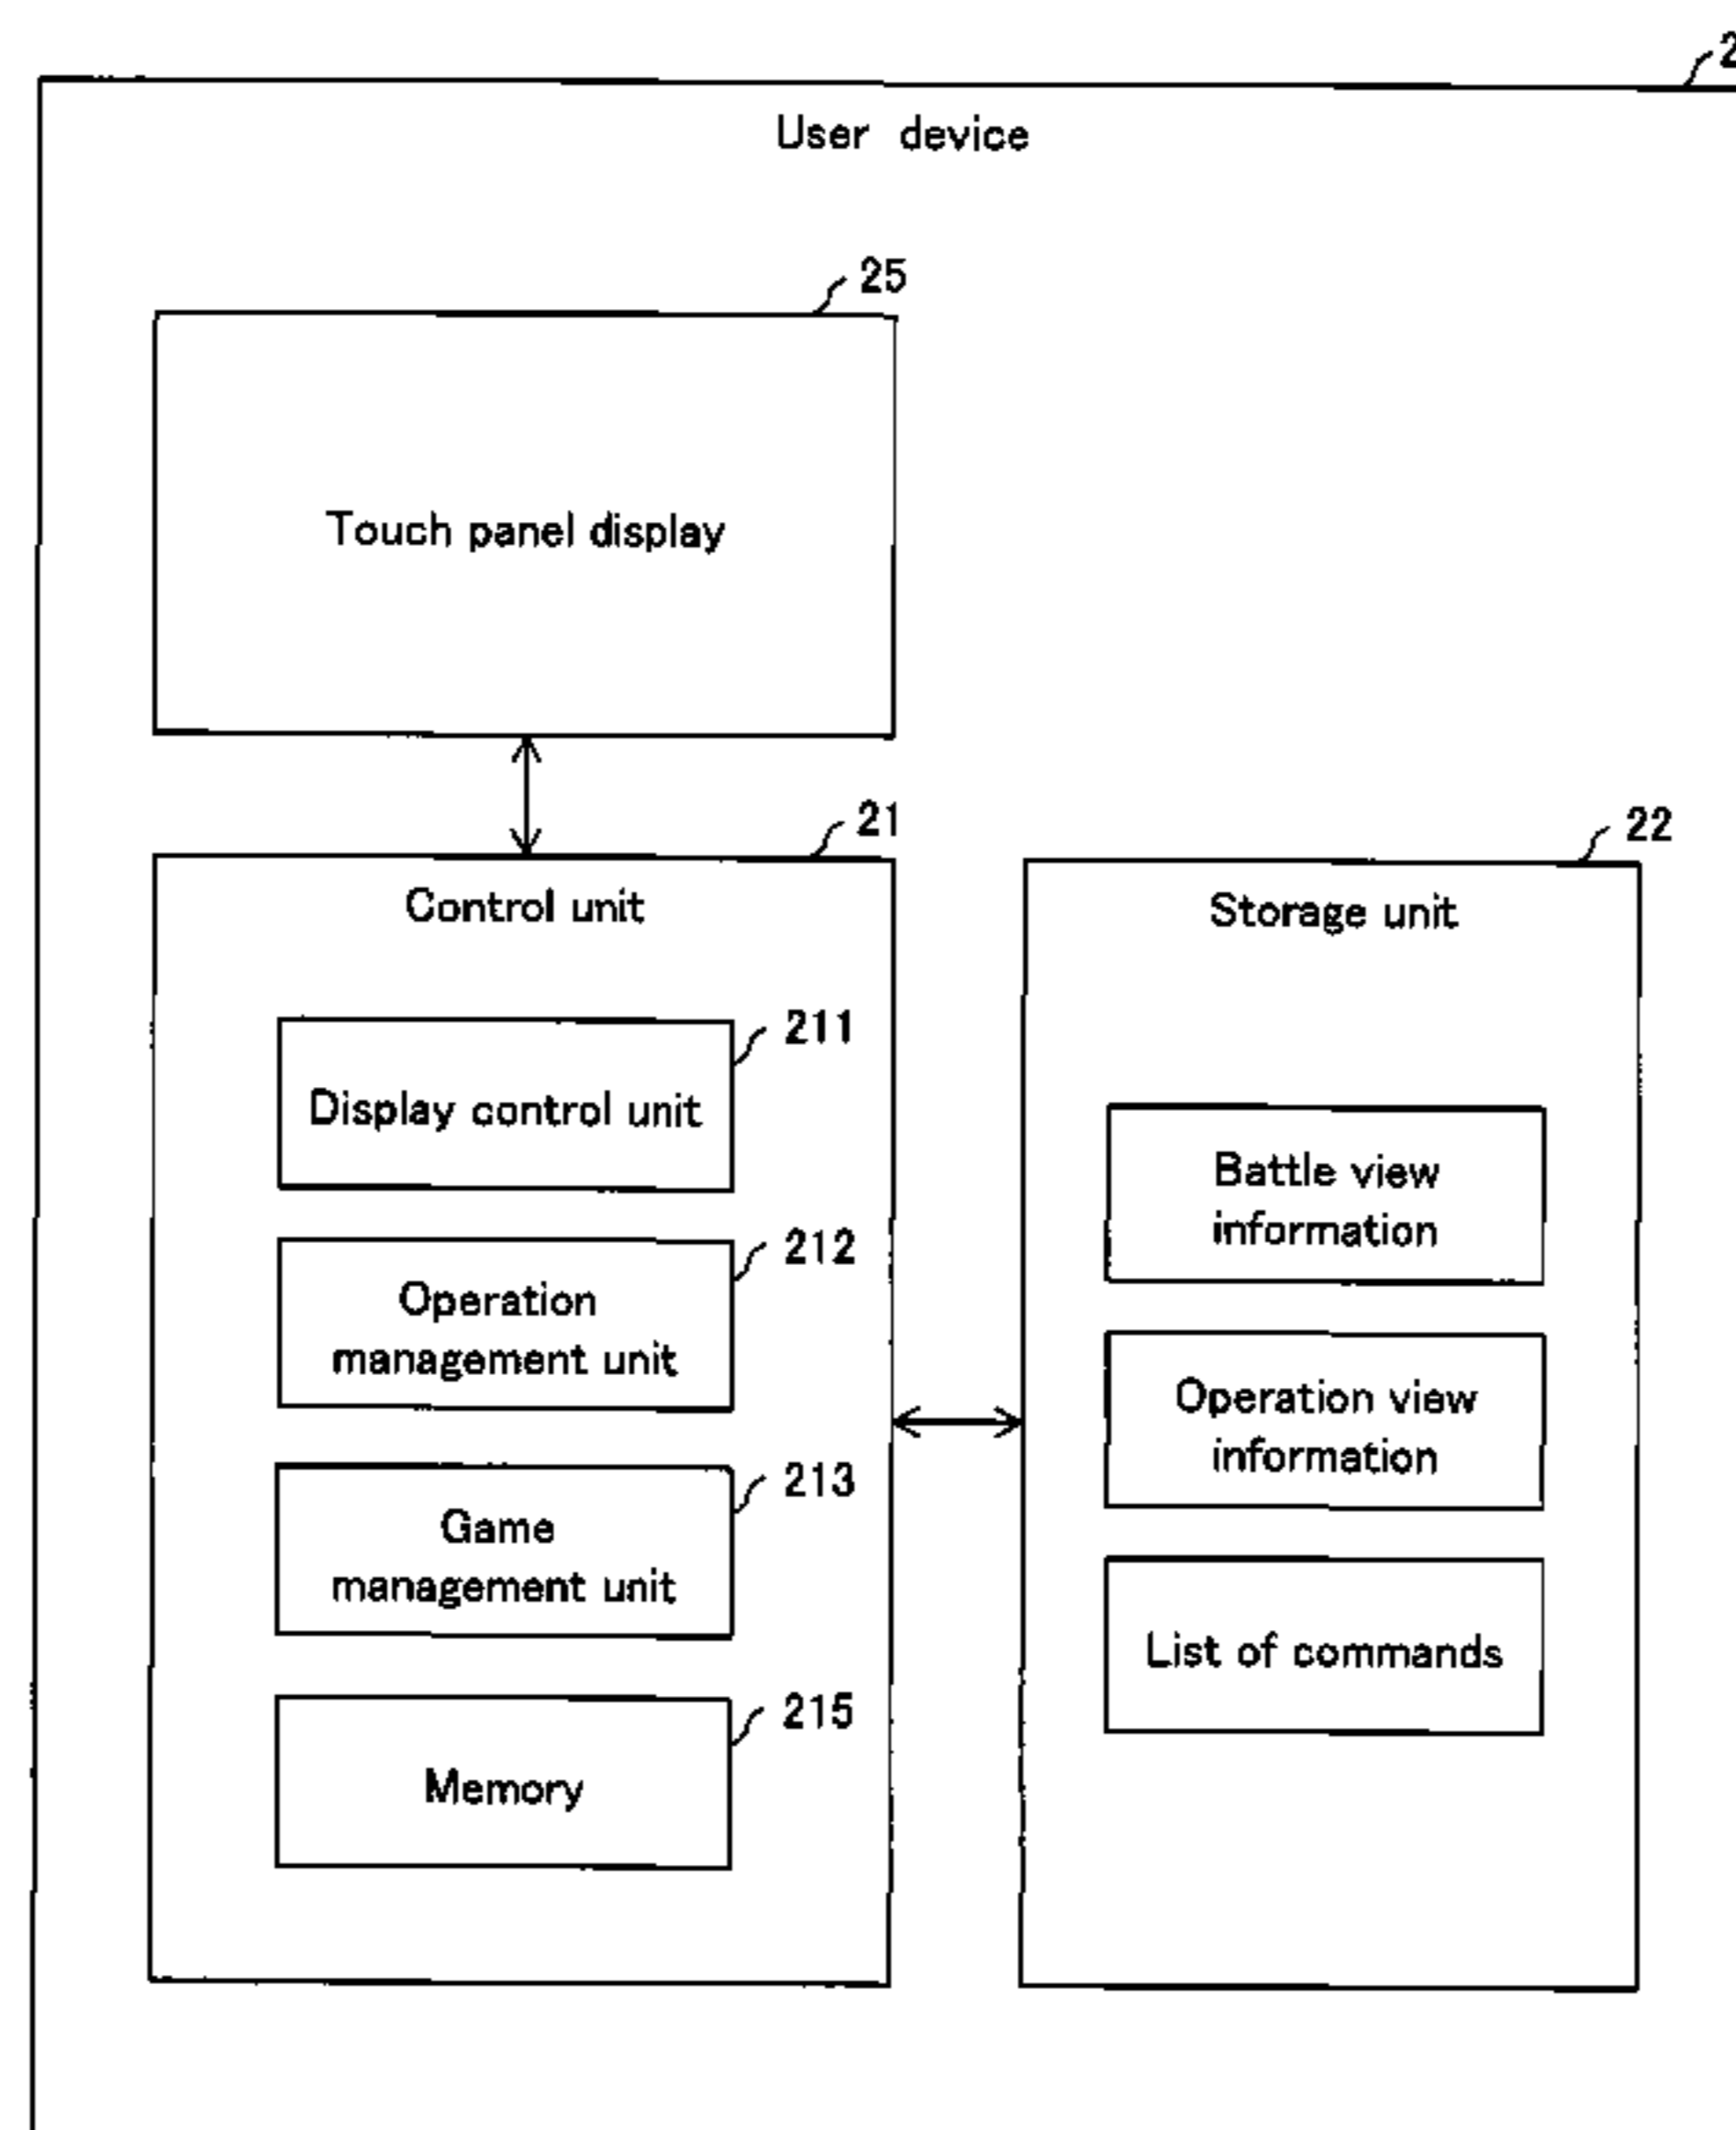 2
User device
25
Touch panel display
21
Control unit
22
Storage unit
211
Display control unit
212
Operation
management unit
213
Game
management unit
215
Memory
Battle view
information
Operation view
information
List of commands